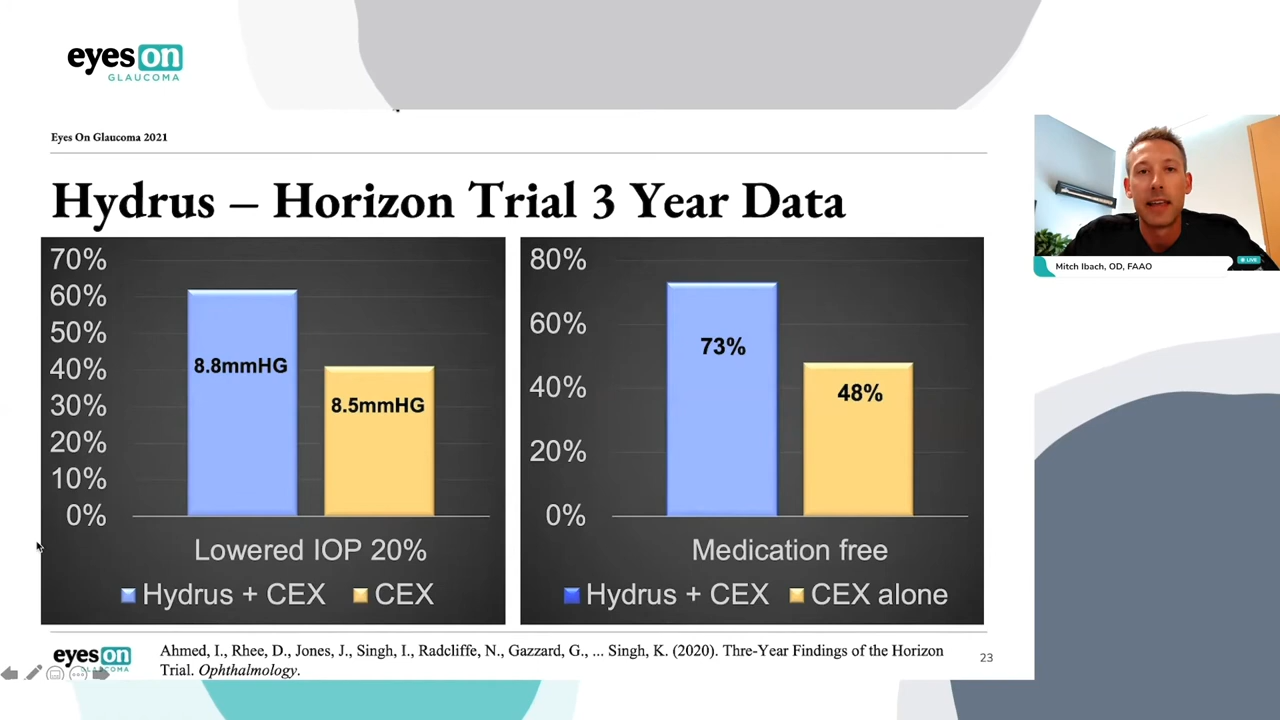 eyes on
GLAUCOMA
Eyes On Glaucoma 2021
Hydrus – Horizon Trial 3 Year Data
70%
60%
50%
40%
30%
20%
10%
0%
8.8mmHG
8.5mmHG
Lowered IOP 20%
Hydrus + CEX
CEX
80%
60%
40%
20%
0%
73%
48%
Medication free
Hydrus + CEX
CEX alone
Mitch Ibach, OD, FAAO
LIVE
eyes on
GLAUCOMA
Ahmed, I., Rhee, D., Jones, J., Singh, I., Radcliffe, N., Gazzard, G., ... Singh, K. (2020). Thre-Year Findings of the Horizon
Trial. Ophthalmology.
23